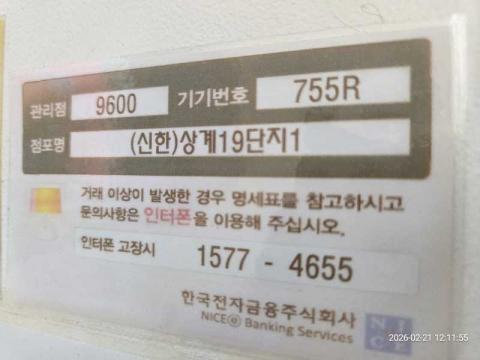 관리점 9600 기기번호 755R
점포명 (신한)상계19단지1
거래 이상이 발생한 경우 명세표를 참고하시고
문의사항은 인터폰을 이용해 주십시오.
인터폰 고장시 1577 - 4655
한국전자금융주식회사
NICE Banking Services
NIC
2026-02-21 12:11:55